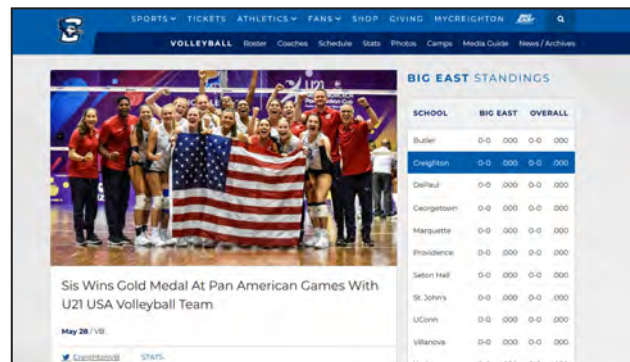 SPORTS TICKETS ATHLETICS FANS SHOP GIVING MYCREIGHTON BIG EAST
VOLLEYBALL Roster Coaches Schedule Stats Photos Camps Media Guide News / Archives
BIG EAST STANDINGS
SCHOOL BIG EAST OVERALL
Butler 0-0 .000 0-0 .000
Creighton 0-0 .000 0-0 .000
DePaul 0-0 .000 0-0 .000
Georgetown 0-0 .000 0-0 .000
Marquette 0-0 .000 0-0 .000
Providence 0-0 .000 0-0 .000
Seton Hall 0-0 .000 0-0 .000
St. John's 0-0 .000 0-0 .000
UConn 0-0 .000 0-0 .000
Villanova 0-0 .000 0-0 .000
Sis Wins Gold Medal At Pan American Games With
U21 USA Volleyball Team
May 28 / VB
CreightonVB STATS